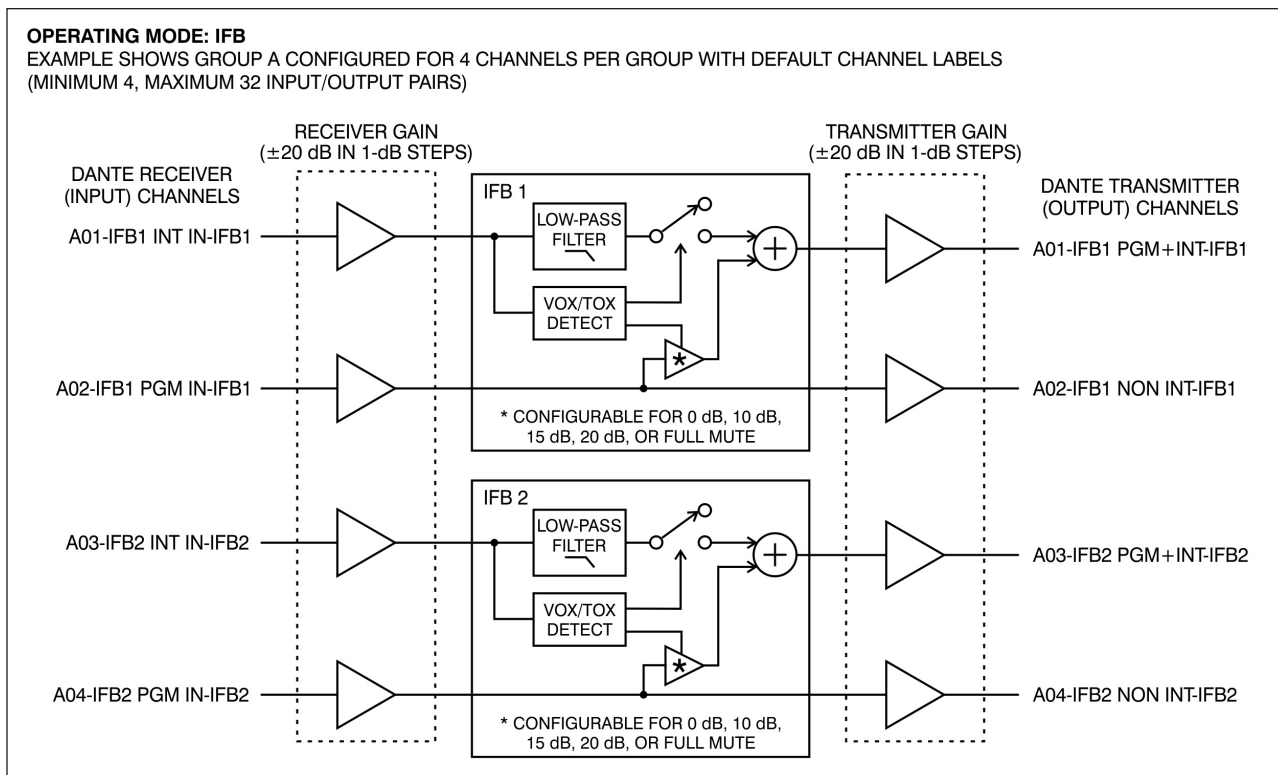 OPERATING MODE: IFB
EXAMPLE SHOWS GROUP A CONFIGURED FOR 4 CHANNELS PER GROUP WITH DEFAULT CHANNEL LABELS
(MINIMUM 4, MAXIMUM 32 INPUT/OUTPUT PAIRS)
RECEIVER GAIN
(±20 dB IN 1-dB STEPS)
TRANSMITTER GAIN
(±20 dB IN 1-dB STEPS)
DANTE RECEIVER
(INPUT) CHANNELS
DANTE TRANSMITTER
(OUTPUT) CHANNELS
IFB 1
A01-IFB1 INT IN-IFB1
LOW-PASS
FILTER
+
A01-IFB1 PGM+INT-IFB1
VOX/TOX
DETECT
*
A02-IFB1 PGM IN-IFB1
A02-IFB1 NON INT-IFB1
* CONFIGURABLE FOR 0 dB, 10 dB,
15 dB, 20 dB, OR FULL MUTE
IFB 2
A03-IFB2 INT IN-IFB2
LOW-PASS
FILTER
+
A03-IFB2 PGM+INT-IFB2
VOX/TOX
DETECT
*
A04-IFB2 PGM IN-IFB2
A04-IFB2 NON INT-IFB2
* CONFIGURABLE FOR 0 dB, 10 dB,
15 dB, 20 dB, OR FULL MUTE